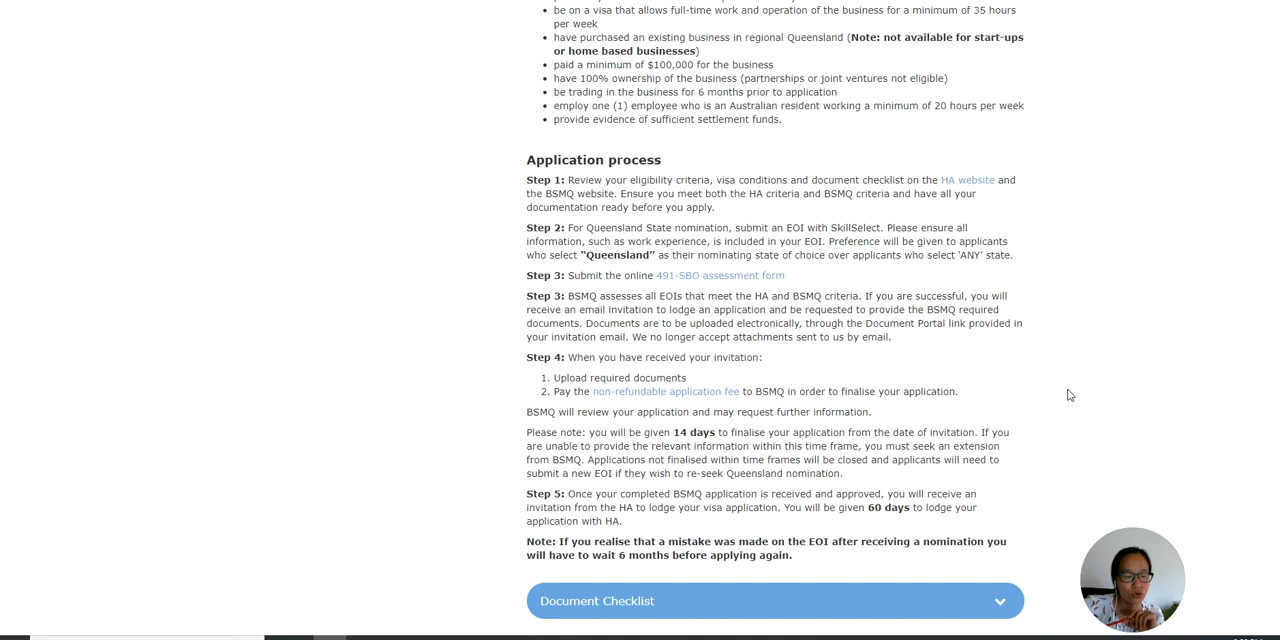 be on a visa that allows full-time work and operation of the business for a minimum of 35 hours
per week
have purchased an existing business in regional Queensland (Note: not available for start-ups
or home based businesses)
paid a minimum of $100,000 for the business
have 100% ownership of the business (partnerships or joint ventures not eligible)
be trading in the business for 6 months prior to application
employ one (1) employee who is an Australian resident working a minimum of 20 hours per week
provide evidence of sufficient settlement funds.
Application process
Step 1: Review your eligibility criteria, visa conditions and document checklist on the HA website and
the BSMQ website. Ensure you meet both the HA criteria and BSMQ criteria and have all your
documentation ready before you apply.
Step 2: For Queensland State nomination, submit an EOI with SkillSelect. Please ensure all
information, such as work experience, is included in your EOI. Preference will be given to applicants
who select “Queensland” as their nominating state of choice over applicants who select ‘ANY’ state.
Step 3: Submit the online 491-SBO assessment form
Step 3: BSMQ assesses all EOIs that meet the HA and BSMQ criteria. If you are successful, you will
receive an email invitation to lodge an application and be requested to provide the BSMQ required
documents. Documents are to be uploaded electronically, through the Document Portal link provided in
your invitation email. We no longer accept attachments sent to us by email.
Step 4: When you have received your invitation:
1. Upload required documents
2. Pay the non-refundable application fee to BSMQ in order to finalise your application.
BSMQ will review your application and may request further information.
Please note: you will be given 14 days to finalise your application from the date of invitation. If you
are unable to provide the relevant information within this time frame, you must seek an extension
from BSMQ. Applications not finalised within time frames will be closed and applicants will need to
submit a new EOI if they wish to re-seek Queensland nomination.
Step 5: Once your completed BSMQ application is received and approved, you will receive an
invitation from the HA to lodge your visa application. You will be given 60 days to lodge your
application with HA.
Note: If you realise that a mistake was made on the EOI after receiving a nomination you
will have to wait 6 months before applying again.
Document Checklist